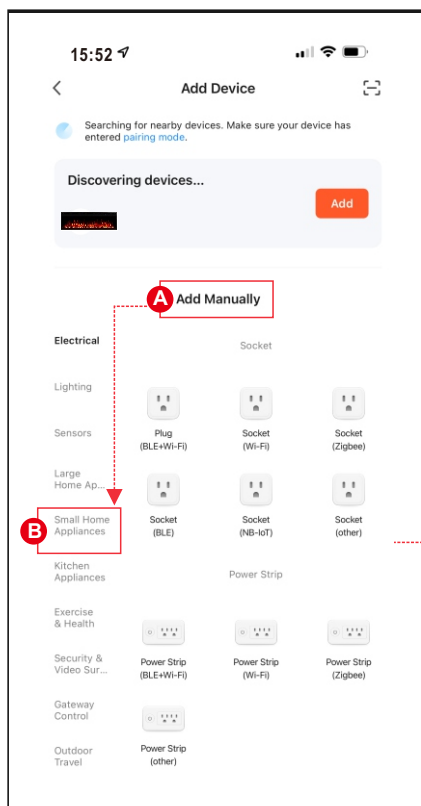 15:52
Add Device
Searching for nearby devices. Make sure your device has
entered pairing mode.
Discovering devices...
Add
A
Add Manually
Electrical
Socket
Lighting
Plug
(BLE+Wi-Fi)
Socket
(Wi-Fi)
Socket
(Zigbee)
Sensors
Large
Home Ap...
Socket
(BLE)
Socket
(NB-IoT)
Socket
(other)
B
Small Home
Appliances
Kitchen
Appliances
Power Strip
Exercise
& Health
Power Strip
(BLE+Wi-Fi)
Power Strip
(Wi-Fi)
Power Strip
(Zigbee)
Security &
Video Sur...
Gateway
Control
Power Strip
(other)
Outdoor
Travel